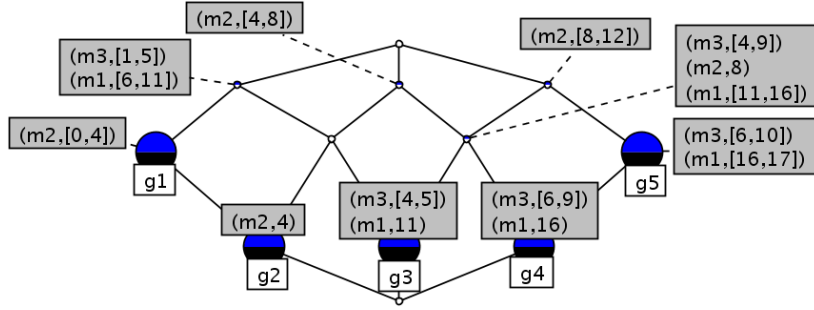 (m2,[4,8])
(m2,[8,12])
(m3,[1,5])
(m1,[6,11])
(m3,[4,9])
(m2,8)
(m1,[11,16])
(m2,[0,4])
(m3,[6,10])
(m1,[16,17])
g1
g5
(m2,4)
(m3,[4,5])
(m1,11)
(m3,[6,9])
(m1,16)
g2
g3
g4